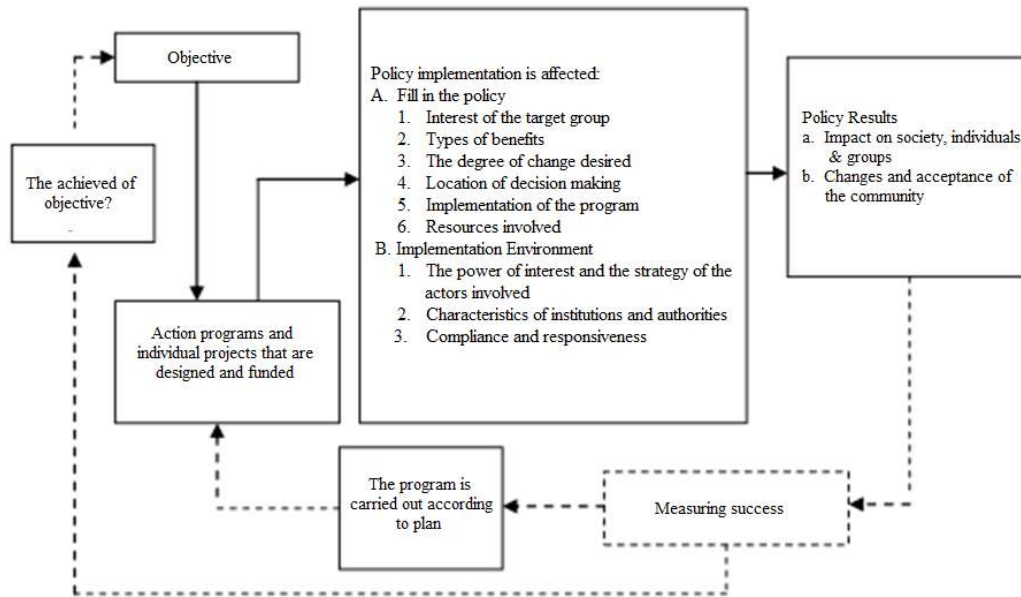 Objective
The achieved of
objective?
Action programs and
individual projects that are
designed and funded
Policy implementation is affected:
A. Fill in the policy
1. Interest of the target group
2. Types of benefits
3. The degree of change desired
4. Location of decision making
5. Implementation of the program
6. Resources involved
B. Implementation Environment
1. The power of interest and the strategy of the
actors involved
2. Characteristics of institutions and authorities
3. Compliance and responsiveness
Policy Results
a. Impact on society, individuals
& groups
b. Changes and acceptance of
the community
The program is
carried out according
to plan
Measuring success